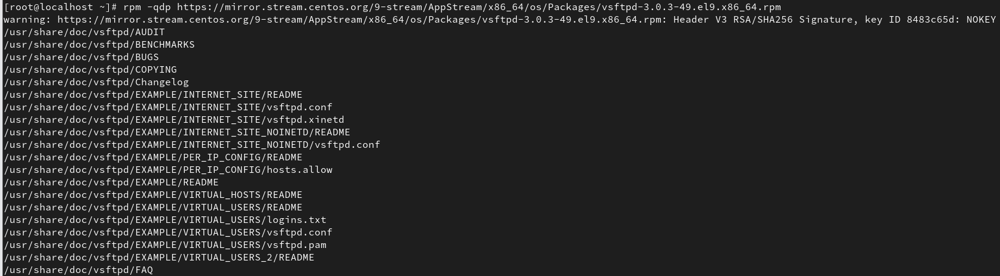 [root@localhost ~]# rpm -qdp https://mirror.stream.centos.org/9-stream/AppStream/x86_64/os/Packages/vsftpd-3.0.3-49.el9.x86_64.rpm
warning: https://mirror.stream.centos.org/9-stream/AppStream/x86_64/os/Packages/vsftpd-3.0.3-49.el9.x86_64.rpm: Header V3 RSA/SHA256 Signature, key ID 8483c65d: NOKEY
/usr/share/doc/vsftpd/AUDIT
/usr/share/doc/vsftpd/BENCHMARKS
/usr/share/doc/vsftpd/BUGS
/usr/share/doc/vsftpd/COPYING
/usr/share/doc/vsftpd/Changelog
/usr/share/doc/vsftpd/EXAMPLE/INTERNET_SITE/README
/usr/share/doc/vsftpd/EXAMPLE/INTERNET_SITE/vsftpd.conf
/usr/share/doc/vsftpd/EXAMPLE/INTERNET_SITE/vsftpd.xinetd
/usr/share/doc/vsftpd/EXAMPLE/INTERNET_SITE_NOINETD/README
/usr/share/doc/vsftpd/EXAMPLE/INTERNET_SITE_NOINETD/vsftpd.conf
/usr/share/doc/vsftpd/EXAMPLE/PER_IP_CONFIG/README
/usr/share/doc/vsftpd/EXAMPLE/PER_IP_CONFIG/hosts.allow
/usr/share/doc/vsftpd/EXAMPLE/README
/usr/share/doc/vsftpd/EXAMPLE/VIRTUAL_HOSTS/README
/usr/share/doc/vsftpd/EXAMPLE/VIRTUAL_USERS/README
/usr/share/doc/vsftpd/EXAMPLE/VIRTUAL_USERS/logins.txt
/usr/share/doc/vsftpd/EXAMPLE/VIRTUAL_USERS/vsftpd.conf
/usr/share/doc/vsftpd/EXAMPLE/VIRTUAL_USERS/vsftpd.pam
/usr/share/doc/vsftpd/EXAMPLE/VIRTUAL_USERS_2/README
/usr/share/doc/vsftpd/FAQ